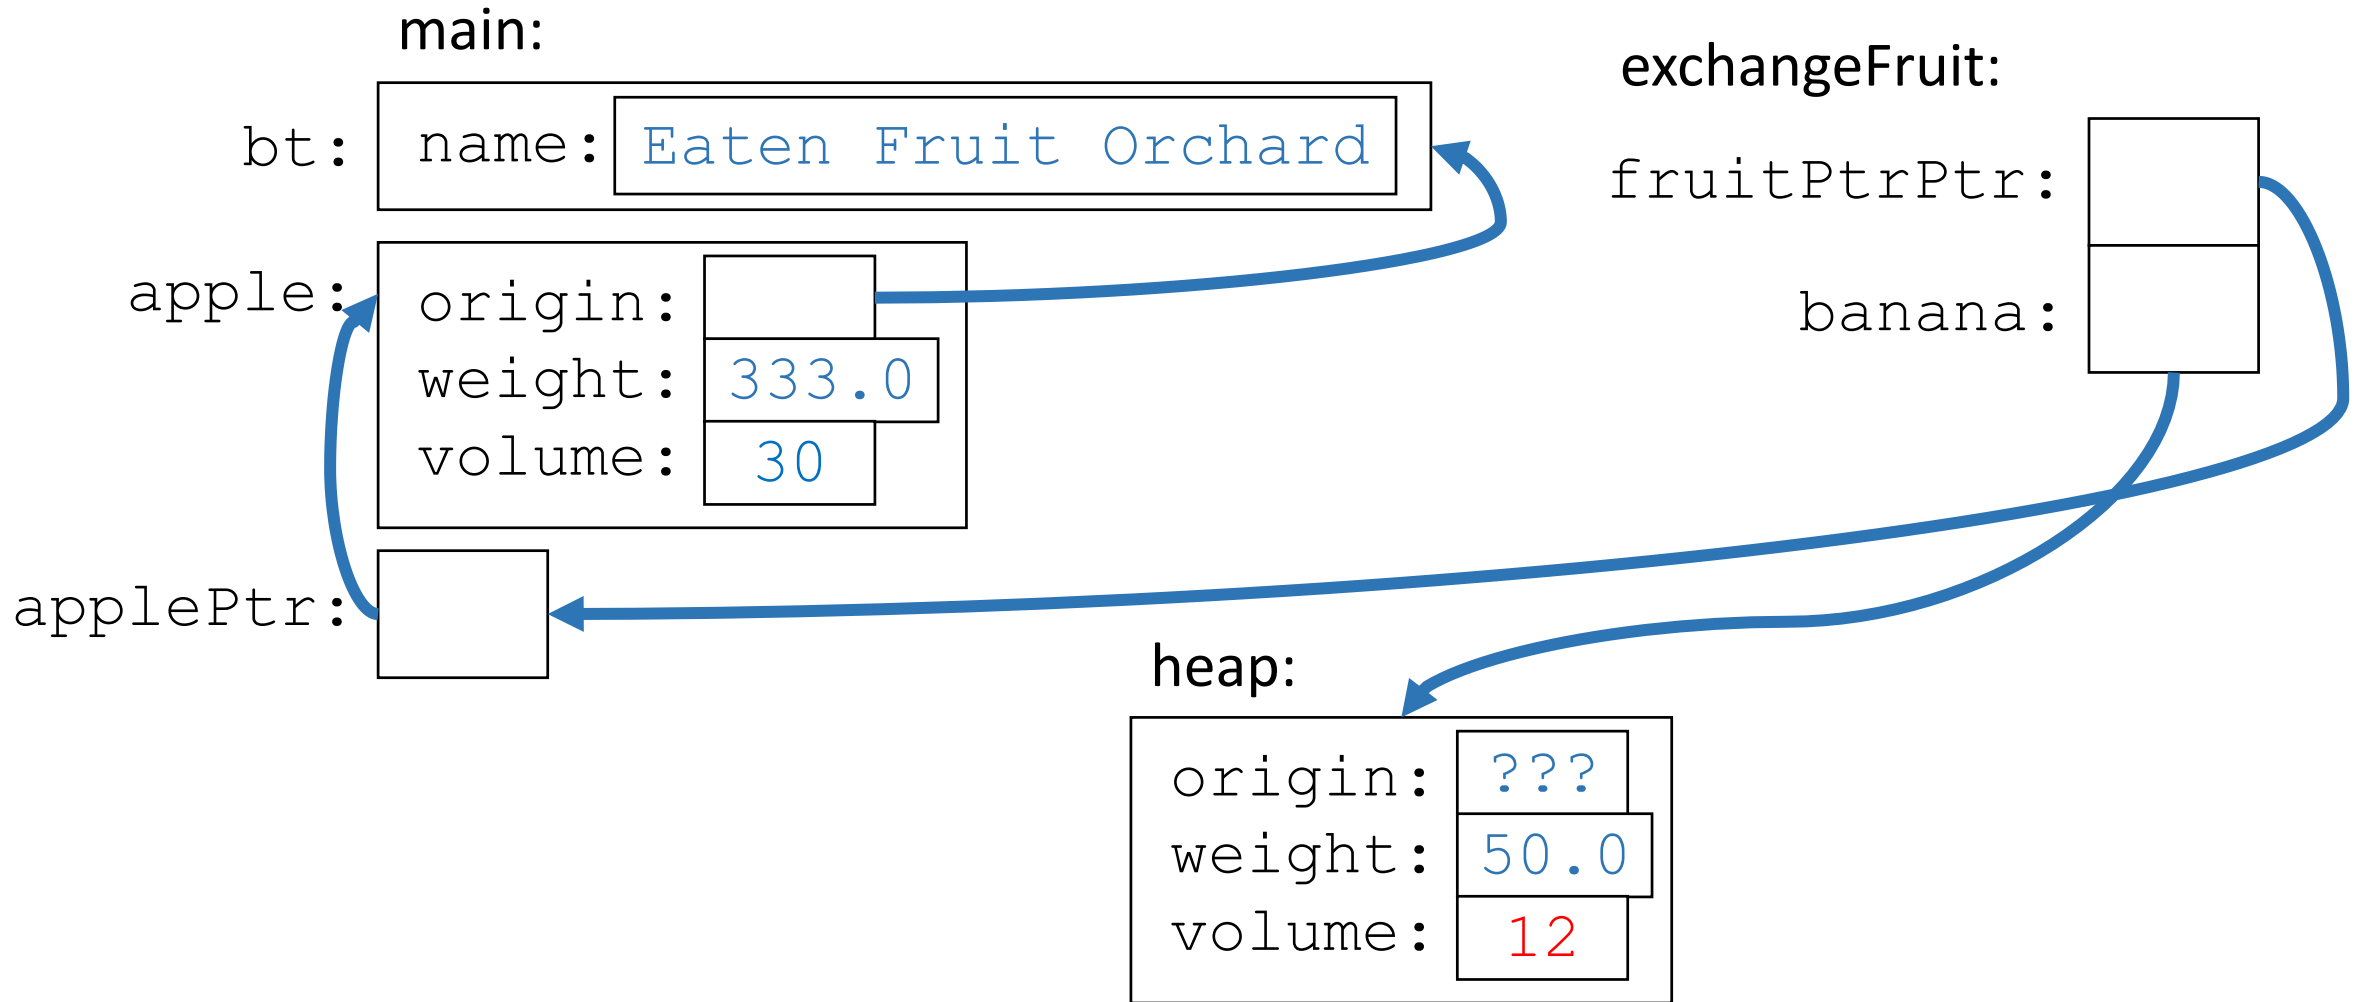 main:
bt: name: Eaten Fruit Orchard
apple: origin:
weight: 333.0
volume: 30
applePtr:
exchangeFruit:
fruitPtrPtr:
banana:
heap:
origin: ???
weight: 50.0
volume: 12